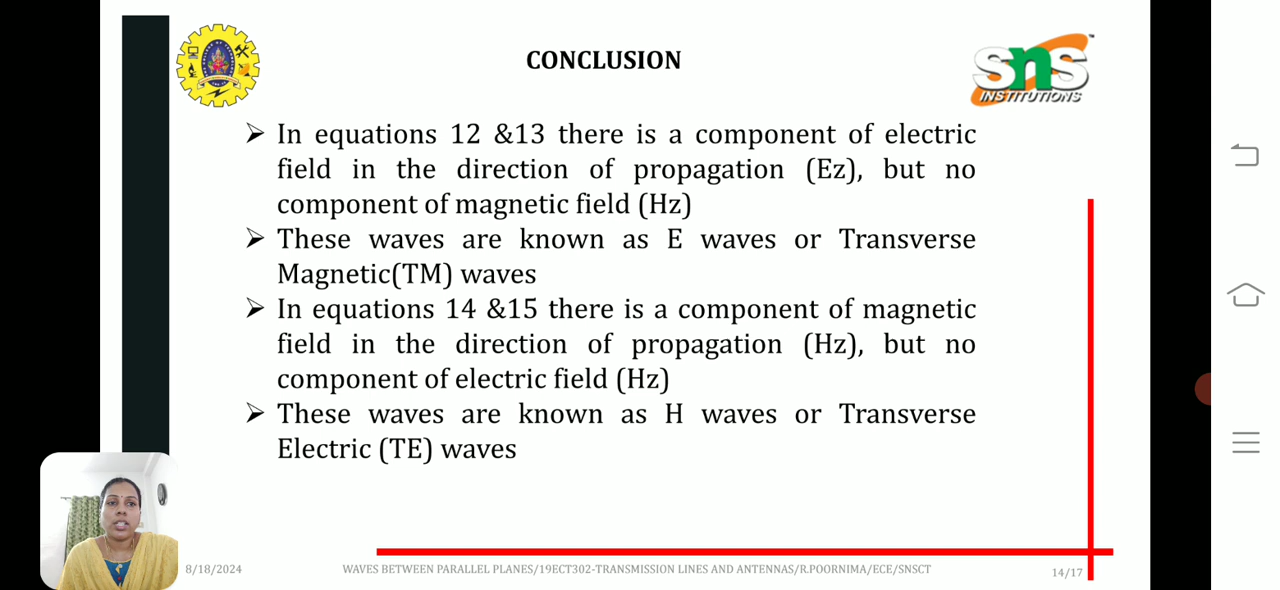 CONCLUSION
SNS
INSTITUTIONS
➢ In equations 12 &13 there is a component of electric
field in the direction of propagation (Ez), but no
component of magnetic field (Hz)
➢ These waves are known as E waves or Transverse
Magnetic(TM) waves
➢ In equations 14 &15 there is a component of magnetic
field in the direction of propagation (Hz), but no
component of electric field (Hz)
➢ These waves are known as H waves or Transverse
Electric (TE) waves
8/18/2024
WAVES BETWEEN PARALLEL PLANES/19ECT302-TRANSMISSION LINES AND ANTENNAS/R.POORNIMA/ECE/SNSCT
14/17